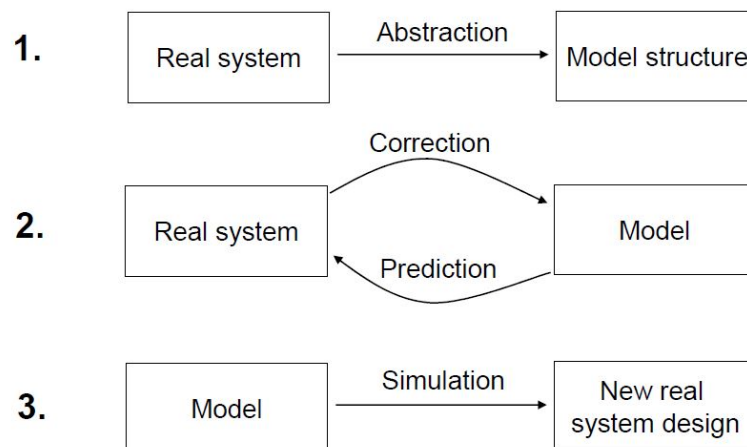 1.
Real system
Abstraction
Model structure
2.
Real system
Correction
Prediction
Model
3.
Model
Simulation
New real
system design